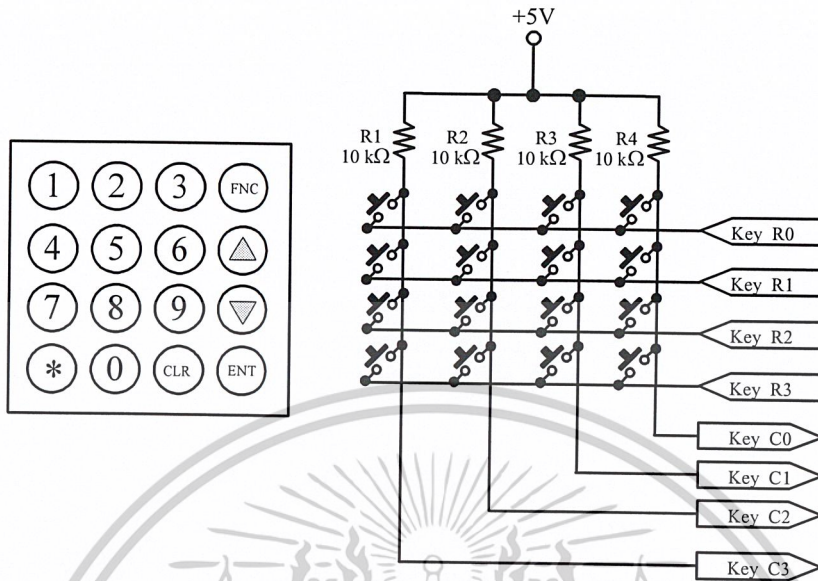 +5V
R1 R2 R3 R4
10 kΩ 10 kΩ 10 kΩ 10 kΩ
1 2 3 FNC
4 5 6
7 8 9
* 0 CLR ENT
Key R0
Key R1
Key R2
Key R3
Key C0
Key C1
Key C2
Key C3